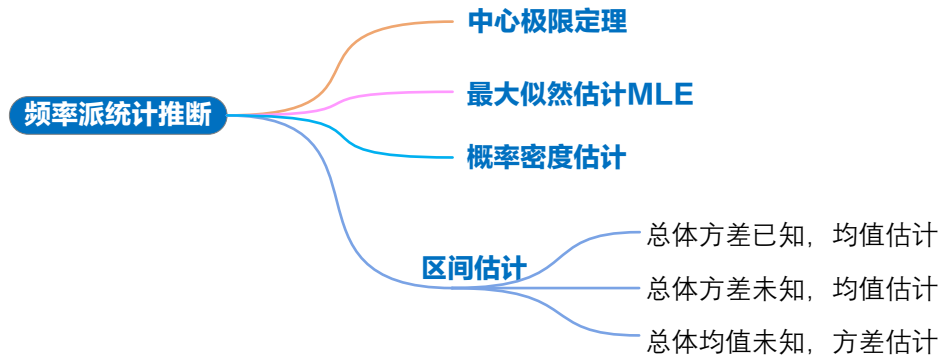 频率派统计推断
中心极限定理
最大似然估计MLE
概率密度估计
区间估计
总体方差已知，均值估计
总体方差未知，均值估计
总体均值未知，方差估计